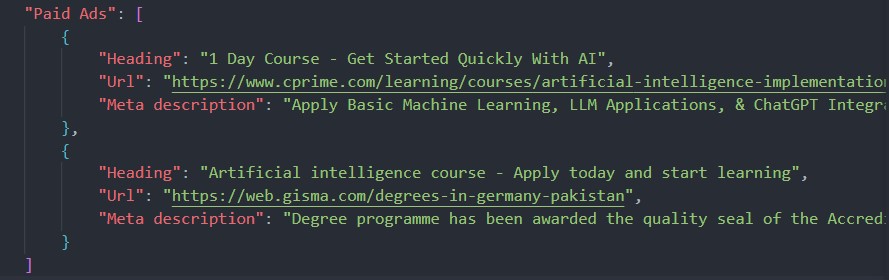 "Paid Ads": [
{
"Heading": "1 Day Course - Get Started Quickly With AI",
"Url": "https://www.cprime.com/learning/courses/artificial-intelligence-implementation
"Meta description": "Apply Basic Machine Learning, LLM Applications, & ChatGPT Integr
},
{
"Heading": "Artificial intelligence course - Apply today and start learning",
"Url": "https://web.gisma.com/degrees-in-germany-pakistan",
"Meta description": "Degree programme has been awarded the quality seal of the Accred
}
]